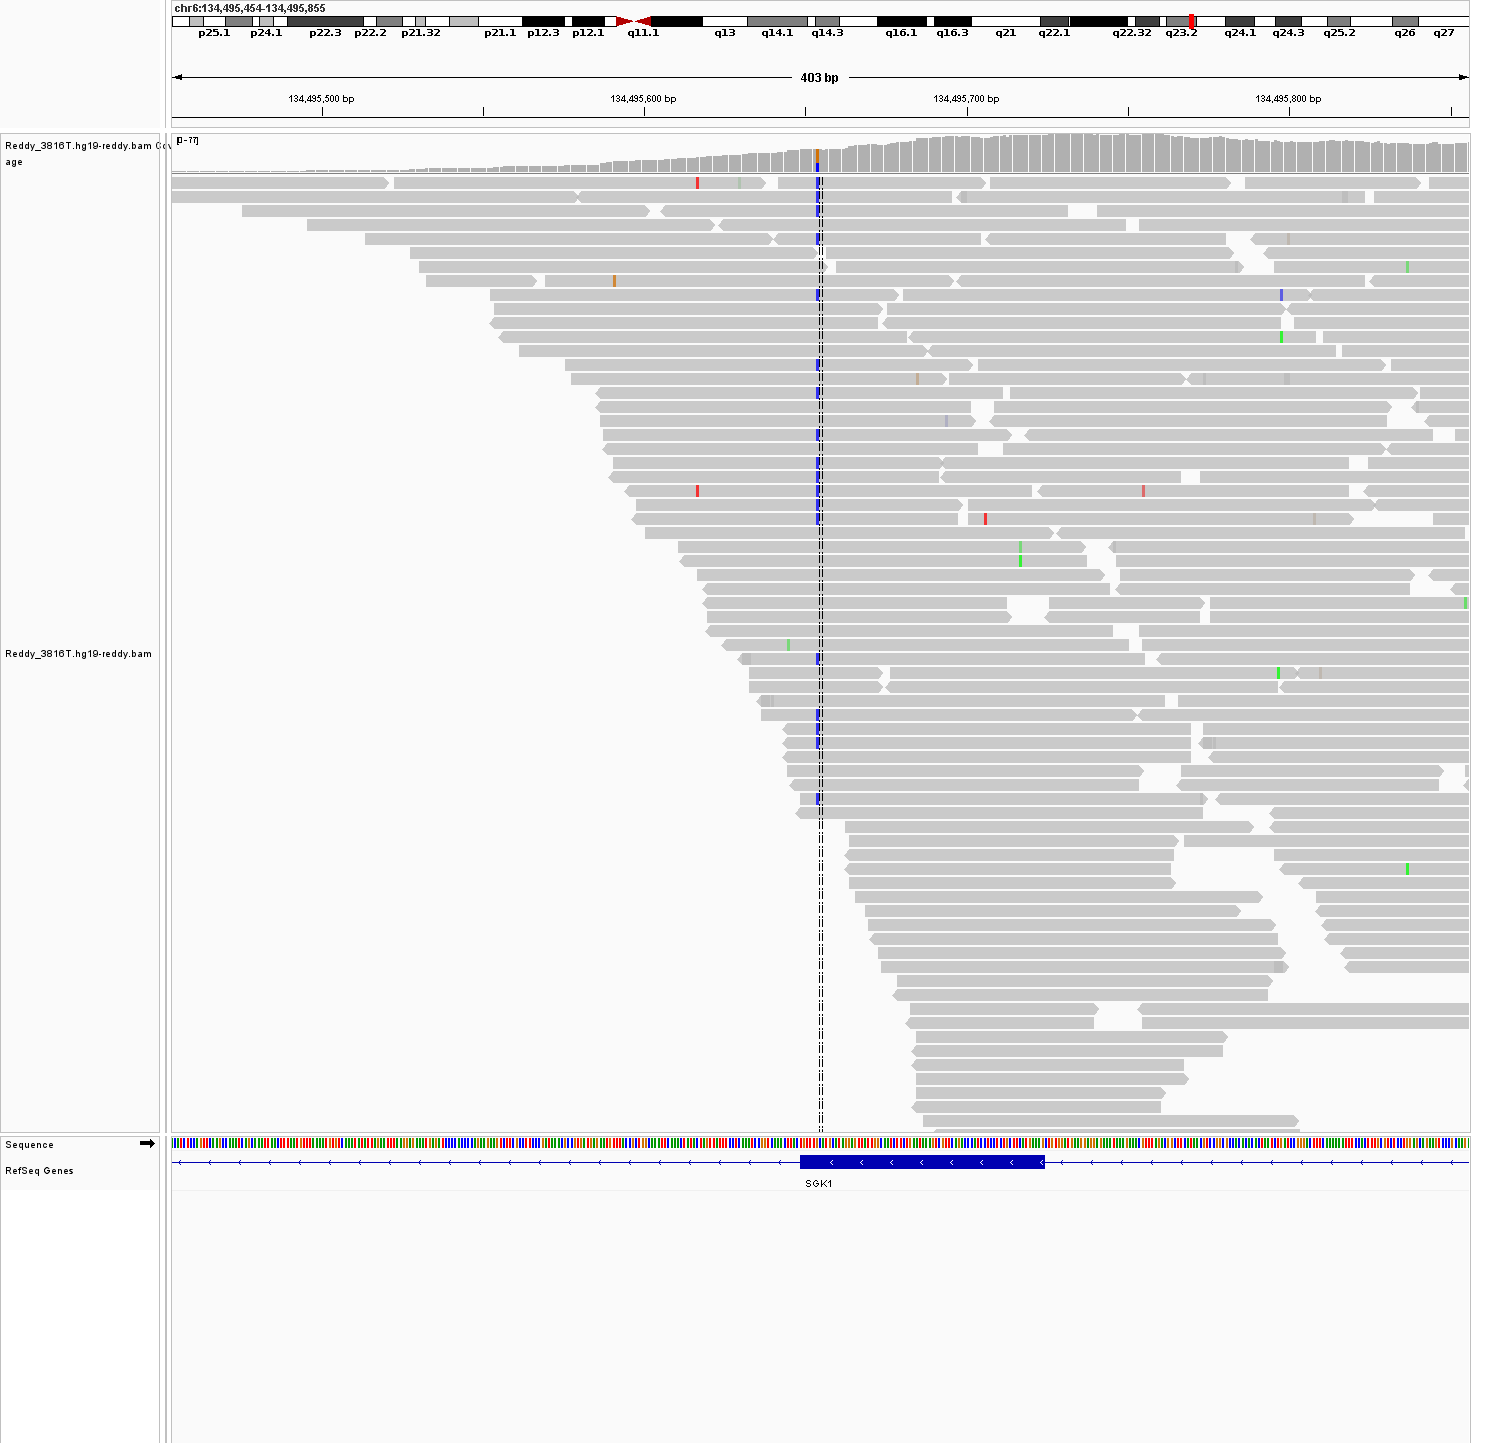 chr6:134,495,454-134,495,855
p25.1 p24.1 p22.3 p22.2 p21.32 p21.1 p12.3 p12.1 q11.1 q13 q14.1 q14.3 q16.1 q16.3 q21 q22.1 q22.32 q23.2 q24.1 q24.3 q25.2 q26 q27
403 bp
134,495,500 bp 134,495,600 bp 134,495,700 bp 134,495,800 bp
[0-77]
Reddy_3816T.hg19-reddy.bam Cov
age
Reddy_3816T.hg19-reddy.bam
Sequence
RefSeq Genes
SGK1